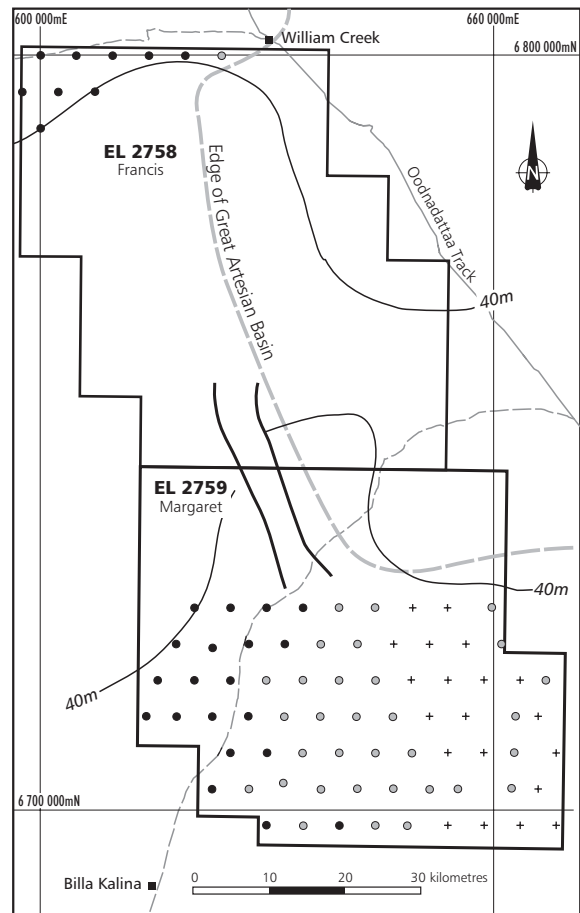 600 000mE
660 000mE
William Creek
6 800 000mN
EL 2758
Francis
N
Edge of Great Artesian Basin
Oodnadattaa Track
40m
EL 2759
Margaret
40m
40m
6 700 000mN
Billa Kalina
0 10 20 30 kilometres